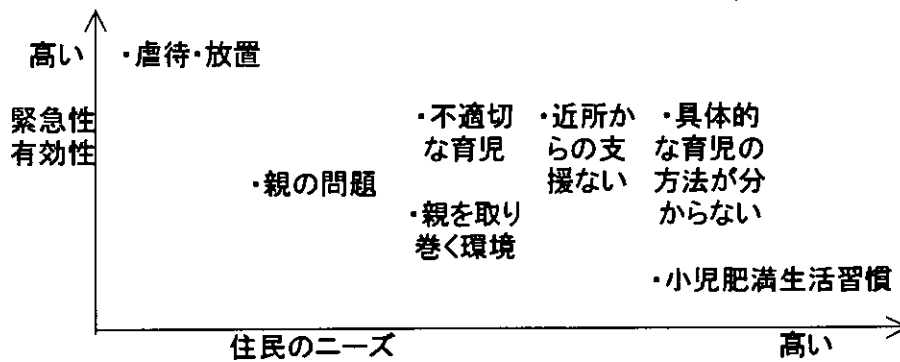 高い
・虐待・放置
緊急性
有効性
・不適切
な育児
・近所か
らの支
援ない
・具体的
な育児の
方法が分
からない
・親の問題
・親を取り
巻く環境
・小児肥満生活習慣
住民のニーズ
高い